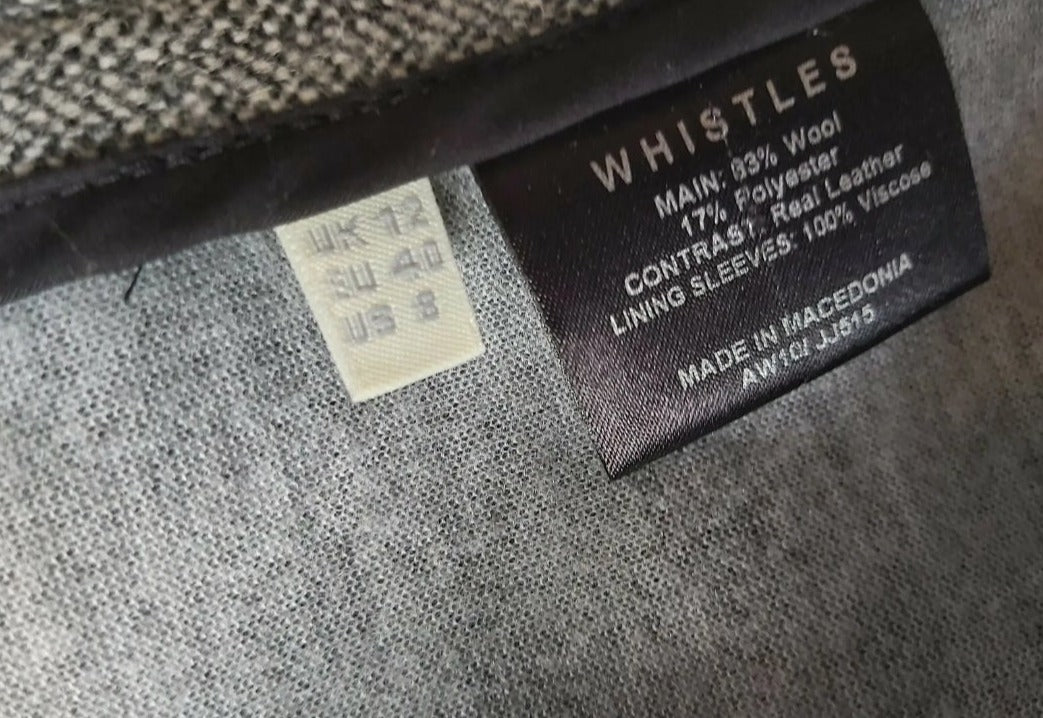 UK 12
EU 40
US 8
WHISTLES
MAIN: 83% Wool
17% Polyester
CONTRAST: Real Leather
LINING SLEEVES: 100% Viscose
MADE IN MACEDONIA
AW10/ JJ515